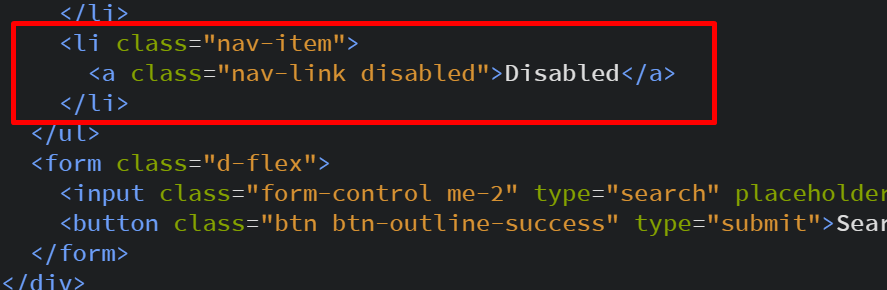 </li>
<li class="nav-item">
<a class="nav-link disabled">Disabled</a>
</li>
</ul>
<form class="d-flex">
<input class="form-control me-2" type="search" placeholder
<button class="btn btn-outline-success" type="submit">Sear
</form>
</div>